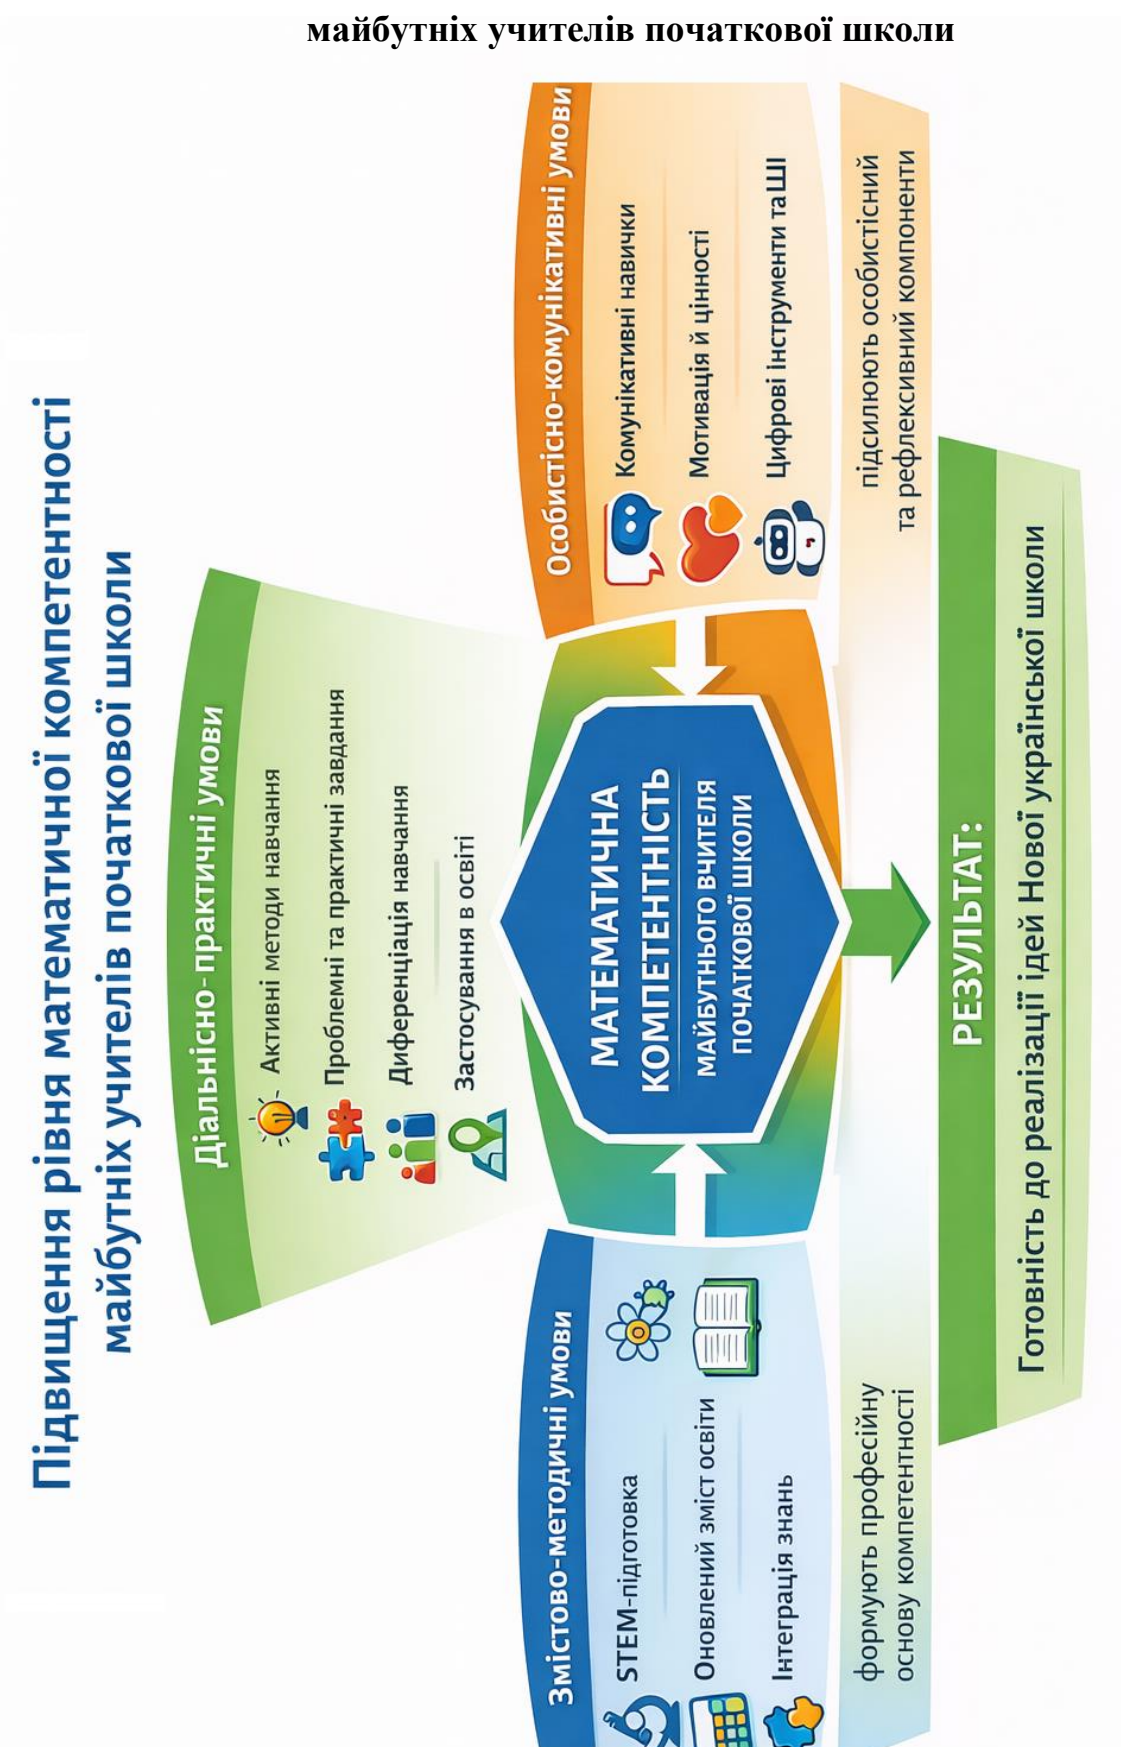 майбутніх учителів початкової школи
Підвищення рівня математичної компетентності
майбутніх учителів початкової школи
Діальнісно-практичні умови
Активні методи навчання
Проблемні та практичні завдання
Диференціація навчання
Застосування в освіті
Змістово-методичні умови
STEM-підготовка
Оновлений зміст освіти
Інтеграція знань
формують професійну
основу компетентності
МАТЕМАТИЧНА
КОМПЕТЕНТНІСТЬ
МАЙБУТНЬОГО ВЧИТЕЛЯ
ПОЧАТКОВОЇ ШКОЛИ
Особистісно-комунікативні умови
Комунікативні навички
Мотивація й цінності
Цифрові інструменти та ШІ
підсилюють особистісний
та рефлексивний компоненти
РЕЗУЛЬТАТ:
Готовність до реалізації ідей Нової української школи